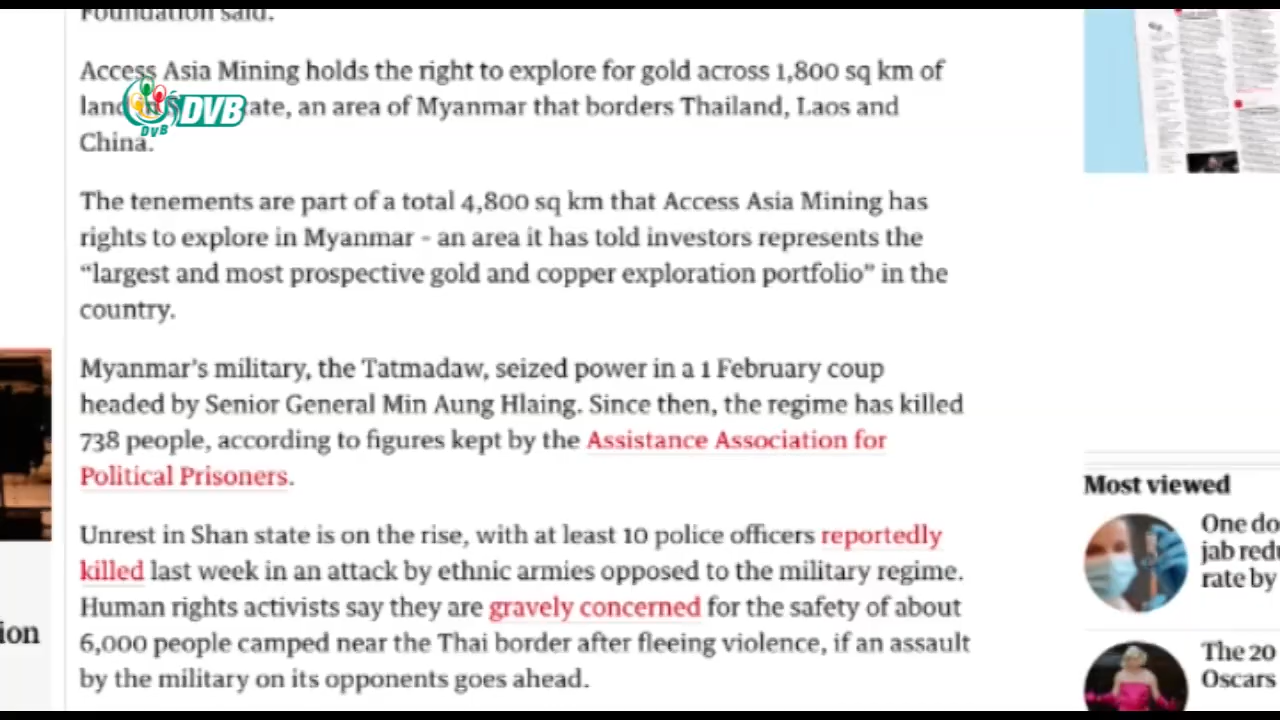 Foundation said.
Access Asia Mining holds the right to explore for gold across 1,800 sq km of
land ate, an area of Myanmar that borders Thailand, Laos and
China.
DVB
DVB
The tenements are part of a total 4,800 sq km that Access Asia Mining has
rights to explore in Myanmar - an area it has told investors represents the
“largest and most prospective gold and copper exploration portfolio” in the
country.
Myanmar’s military, the Tatmadaw, seized power in a 1 February coup
headed by Senior General Min Aung Hlaing. Since then, the regime has killed
738 people, according to figures kept by the Assistance Association for
Political Prisoners.
Unrest in Shan state is on the rise, with at least 10 police officers reportedly
killed last week in an attack by ethnic armies opposed to the military regime.
Human rights activists say they are gravely concerned for the safety of about
6,000 people camped near the Thai border after fleeing violence, if an assault
by the military on its opponents goes ahead.
ion
Most viewed
One do
jab redu
rate by
The 20
Oscars